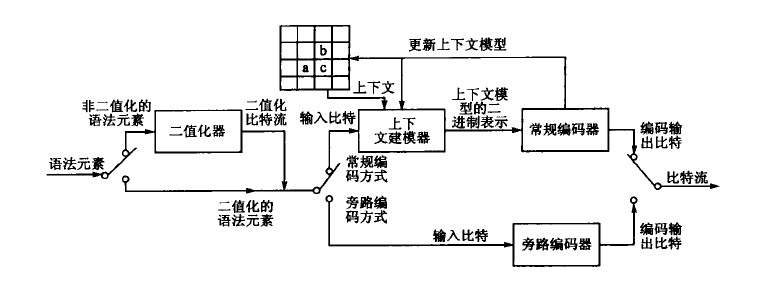 b
a c
更新上下文模型
上下文
非二值化的
语法元素
二值化器
二值化
比特流
输入比特
上下
文建模器
上下文模
型的二
进制表示
常规编码器
编码输
出比特
语法元素
常规编
码方式
比特流
二值化的
语法元素
旁路编
码方式
输入比特
旁路编码器
编码输
出比特